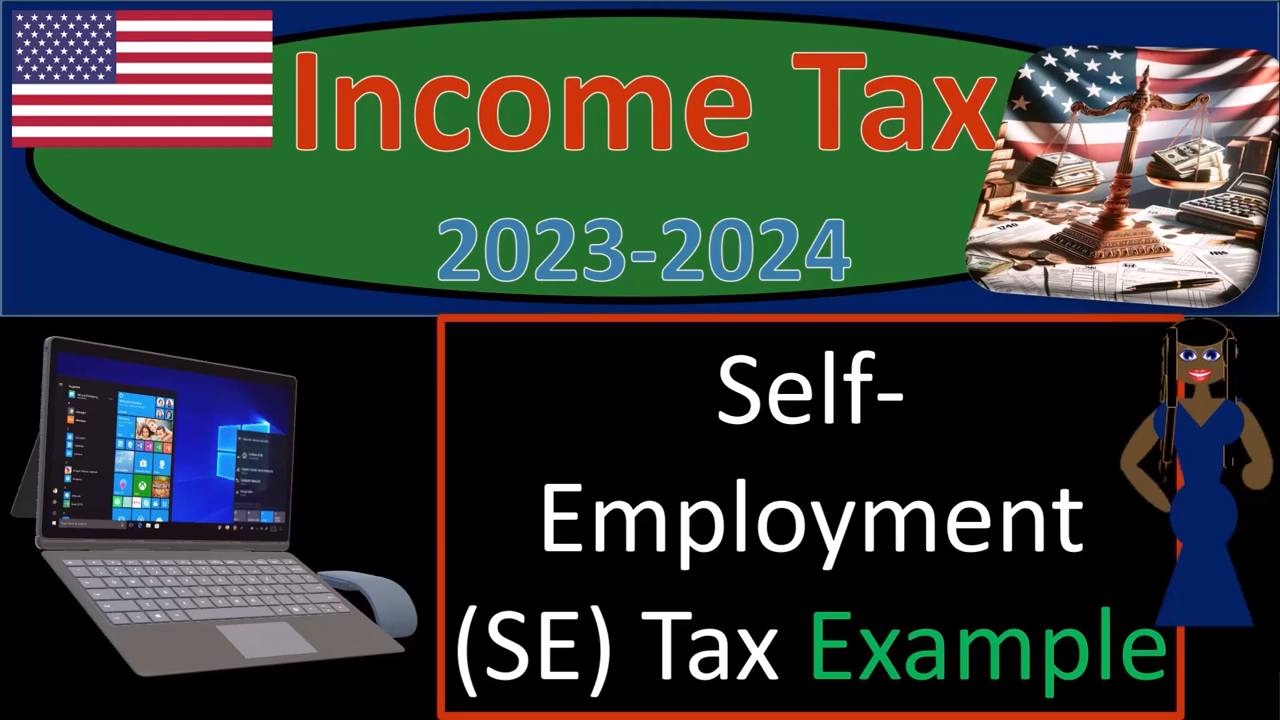 Income Tax
2023-2024
Self-
Employment
(SE) Tax Example